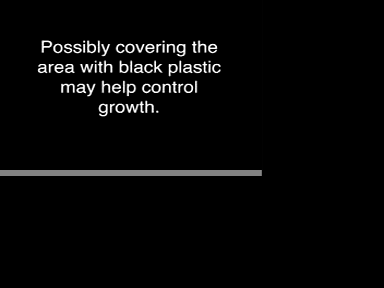 Possibly covering the
area with black plastic
may help control
growth.